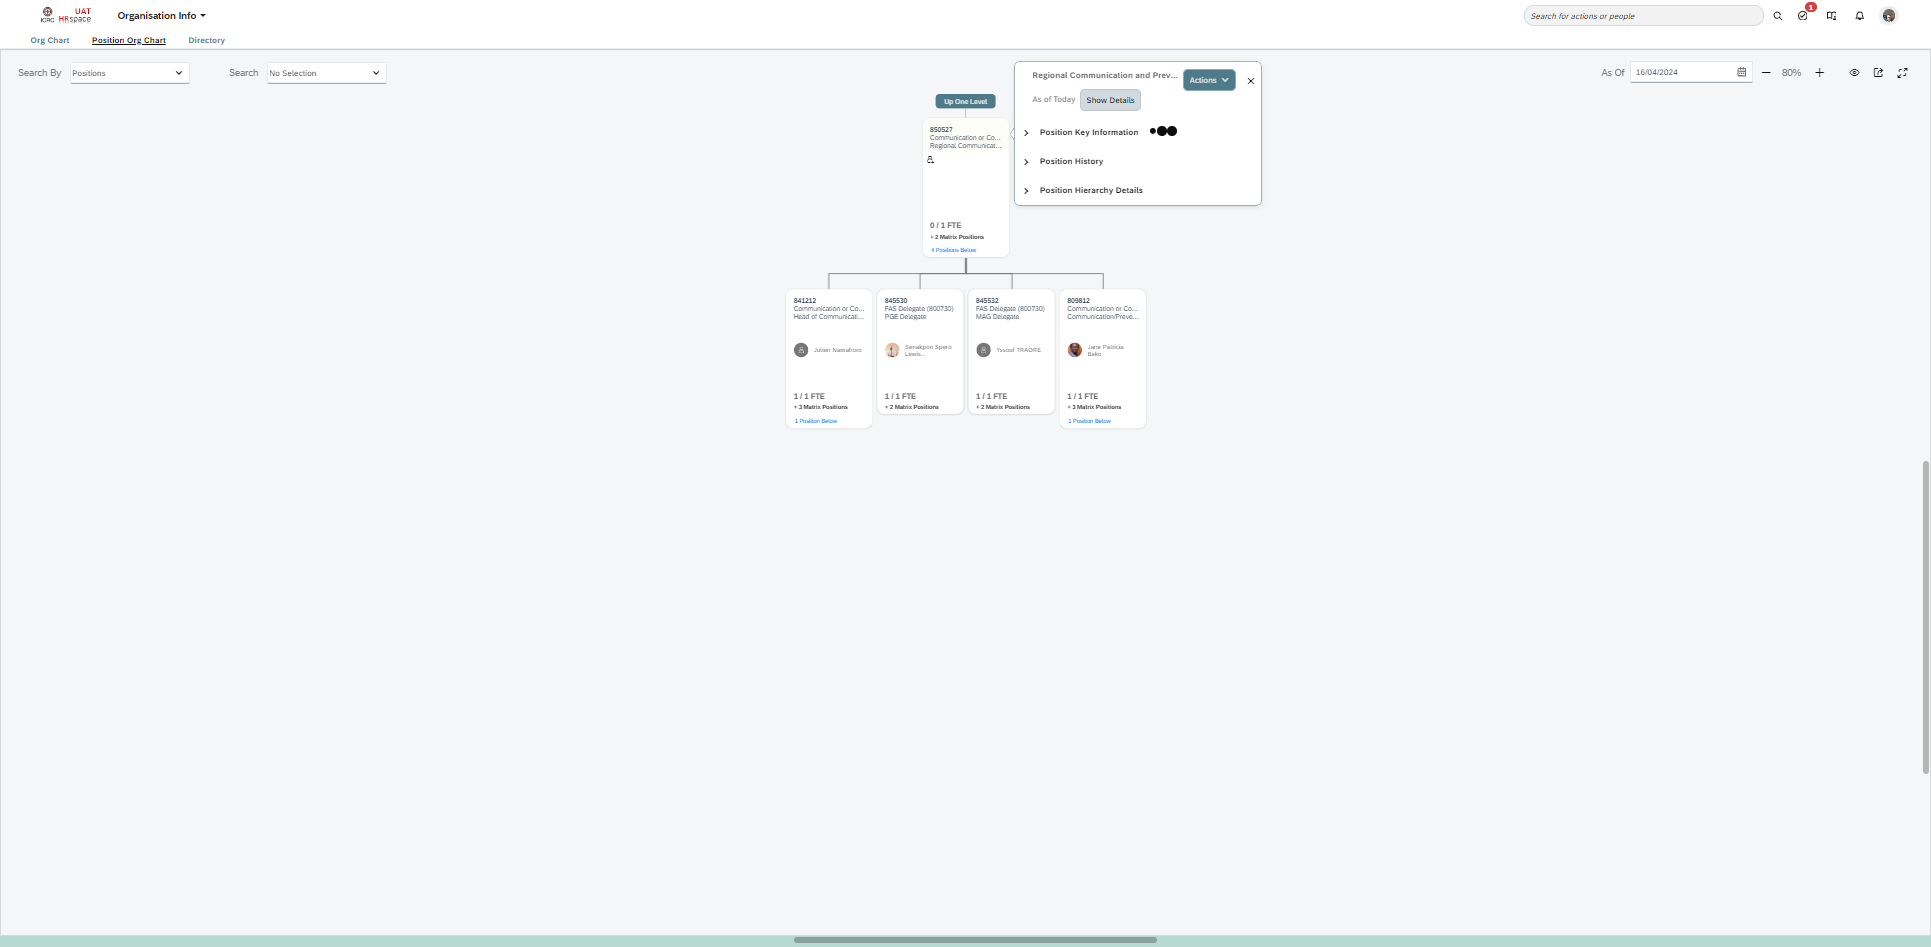 UAT
ICRC HRspace
Organisation Info
Search for actions or people
1
Org Chart
Position Org Chart
Directory
Search By
Positions
Search
No Selection
As Of
16/04/2024
80%
Up One Level
850527
Communication or Co...
Regional Communicat...
0 / 1 FTE
+ 2 Matrix Positions
4 Positions Below
Regional Communication and Prev...
Actions
As of Today
Show Details
Position Key Information
Position History
Position Hierarchy Details
841212
Communication or Co...
Head of Communicati...
Julien
1 / 1 FTE
+ 3 Matrix Positions
1 Position Below
845530
FAS Delegate (800730)
PGE Delegate
Senakpon Spero
Lewis...
1 / 1 FTE
+ 2 Matrix Positions
845532
FAS Delegate (800730)
MAG Delegate
Yssouf TRAORE
1 / 1 FTE
+ 2 Matrix Positions
809812
Communication or Co...
Communication/Preve...
Jane Patricia
Bako
1 / 1 FTE
+ 3 Matrix Positions
1 Position Below